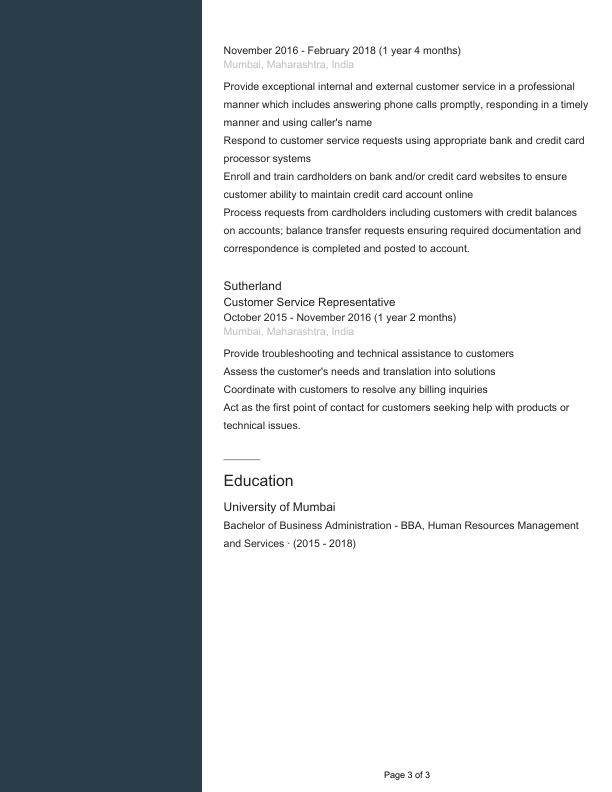 November 2016 - February 2018 (1 year 4 months)
Mumbai, Maharashtra, India
Provide exceptional internal and external customer service in a professional
manner which includes answering phone calls promptly, responding in a timely
manner and using caller's name
Respond to customer service requests using appropriate bank and credit card
processor systems
Enroll and train cardholders on bank and/or credit card websites to ensure
customer ability to maintain credit card account online
Process requests from cardholders including customers with credit balances
on accounts; balance transfer requests ensuring required documentation and
correspondence is completed and posted to account.
Sutherland
Customer Service Representative
October 2015 - November 2016 (1 year 2 months)
Mumbai, Maharashtra, India
Provide troubleshooting and technical assistance to customers
Assess the customer's needs and translation into solutions
Coordinate with customers to resolve any billing inquiries
Act as the first point of contact for customers seeking help with products or
technical issues.
Education
University of Mumbai
Bachelor of Business Administration - BBA, Human Resources Management
and Services · (2015 - 2018)
Page 3 of 3